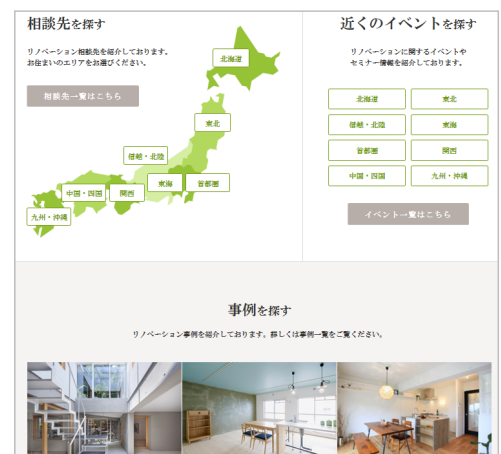 相談先を探す
リノベーション相談先を紹介しております。
お住まいのエリアをお選びください。
相談先一覧はこちら
北海道
東北
信越・北陸
東海
首都圏
中国・四国
関西
九州・沖縄
近くのイベントを探す
リノベーションに関するイベントや
セミナー情報を紹介しております。
北海道
東北
信越・北陸
東海
首都圏
関西
中国・四国
九州・沖縄
イベント一覧はこちら
事例を探す
リノベーション事例を紹介しております。詳しくは事例一覧をご覧ください。